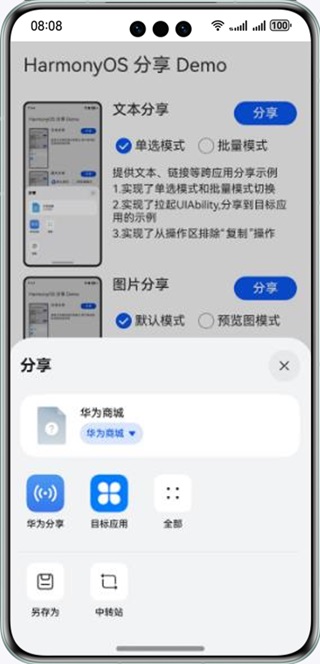 08:08
100
HarmonyOS 分享 Demo
文本分享
分享
单选模式 批量模式
提供文本、链接等跨应用分享示例
1.实现了单选模式和批量模式切换
2.实现了拉起UIAbility,分享到目标应
用的示例
3.实现了从操作区排除“复制”操作
图片分享
分享
默认模式 预览图模式
分享
?
华为商城
华为商城
华为分享 目标应用 全部
另存为 中转站